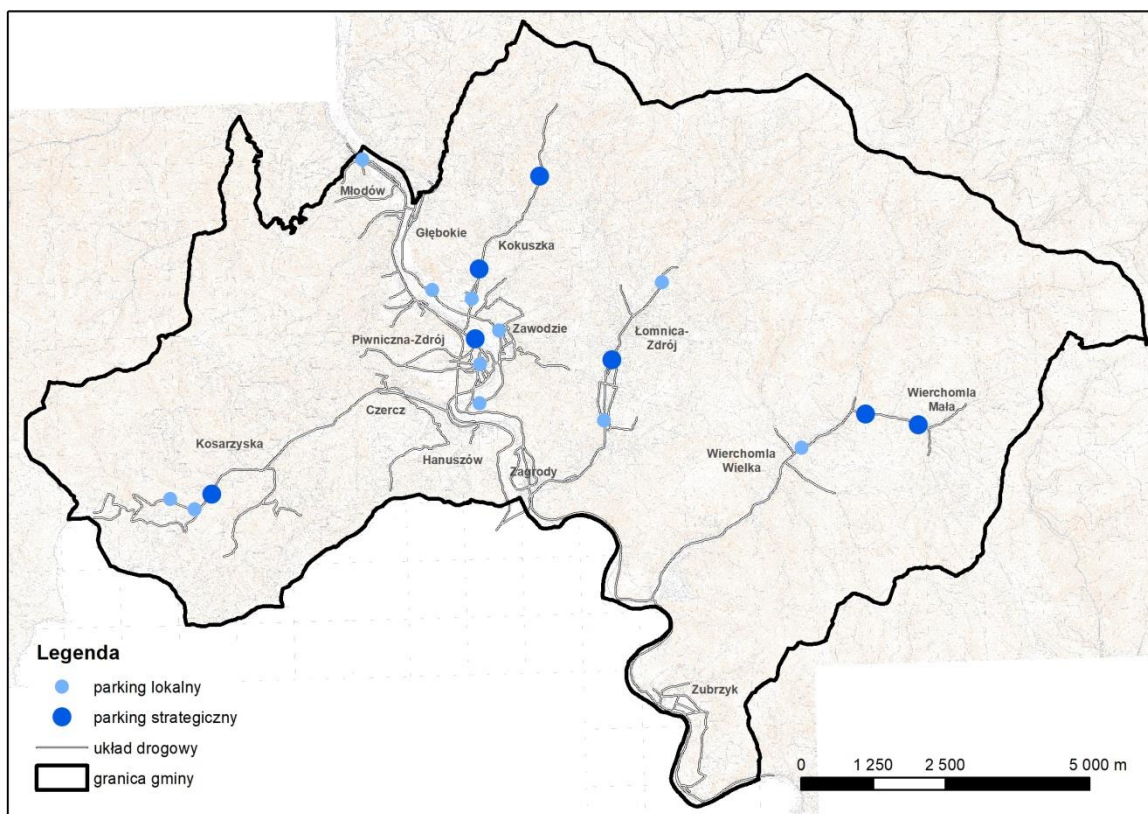 Młodów
Głębokie
Kokuszka
Piwniczna-Zdrój
Zawodzie
Łomnica-
Zdrój
Czercz
Kosarzyska
Hanuszów
Zagrody
Wierchomla
Wielka
Wierchomla
Mała
Zubrzyk
Legenda
parking lokalny
parking strategiczny
układ drogowy
granica gminy
0 1 250 2 500 5 000 m